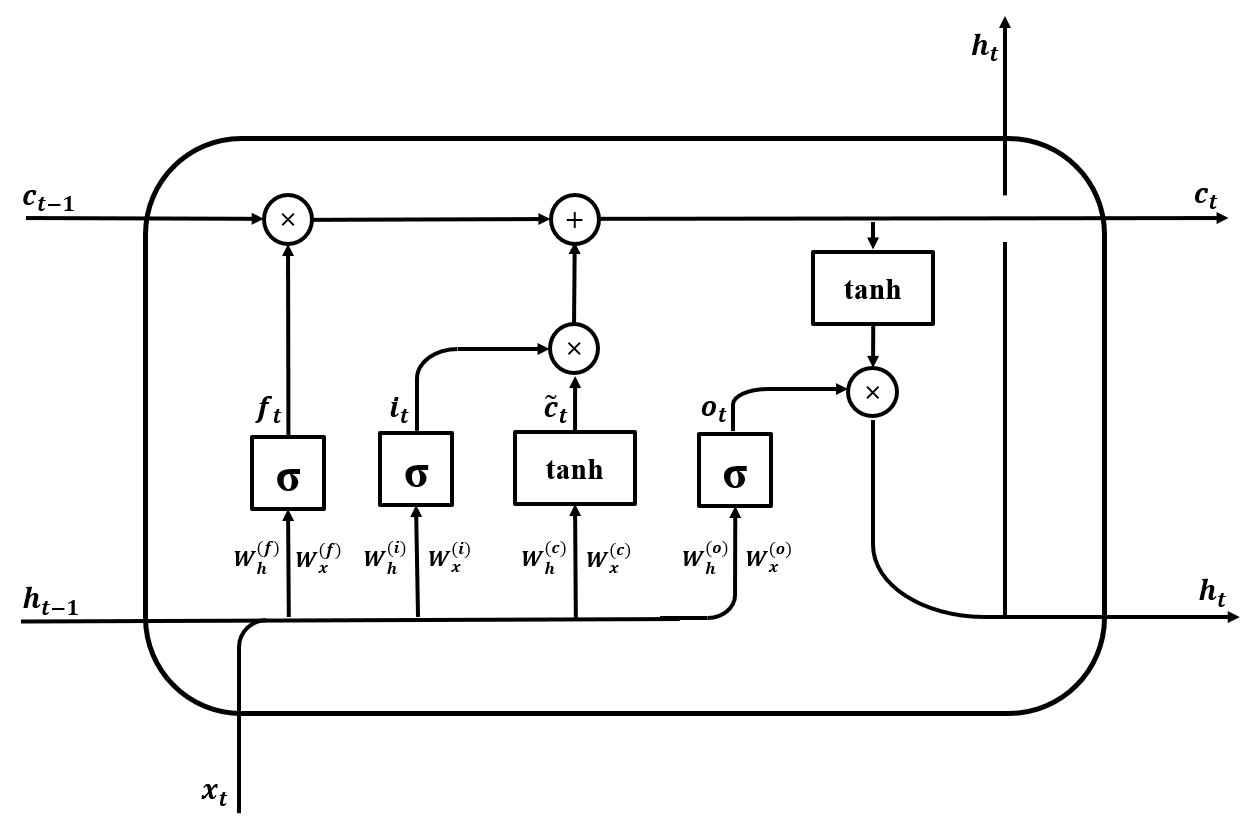 h_t
c_{t-1}
c_t
×
+
tanh
×
×
f_t
i_t
c̃_t
o_t
σ
σ
tanh
σ
W_h^{(f)} W_x^{(f)} W_h^{(i)} W_x^{(i)} W_h^{(c)} W_x^{(c)} W_h^{(o)} W_x^{(o)}
h_{t-1}
h_t
x_t